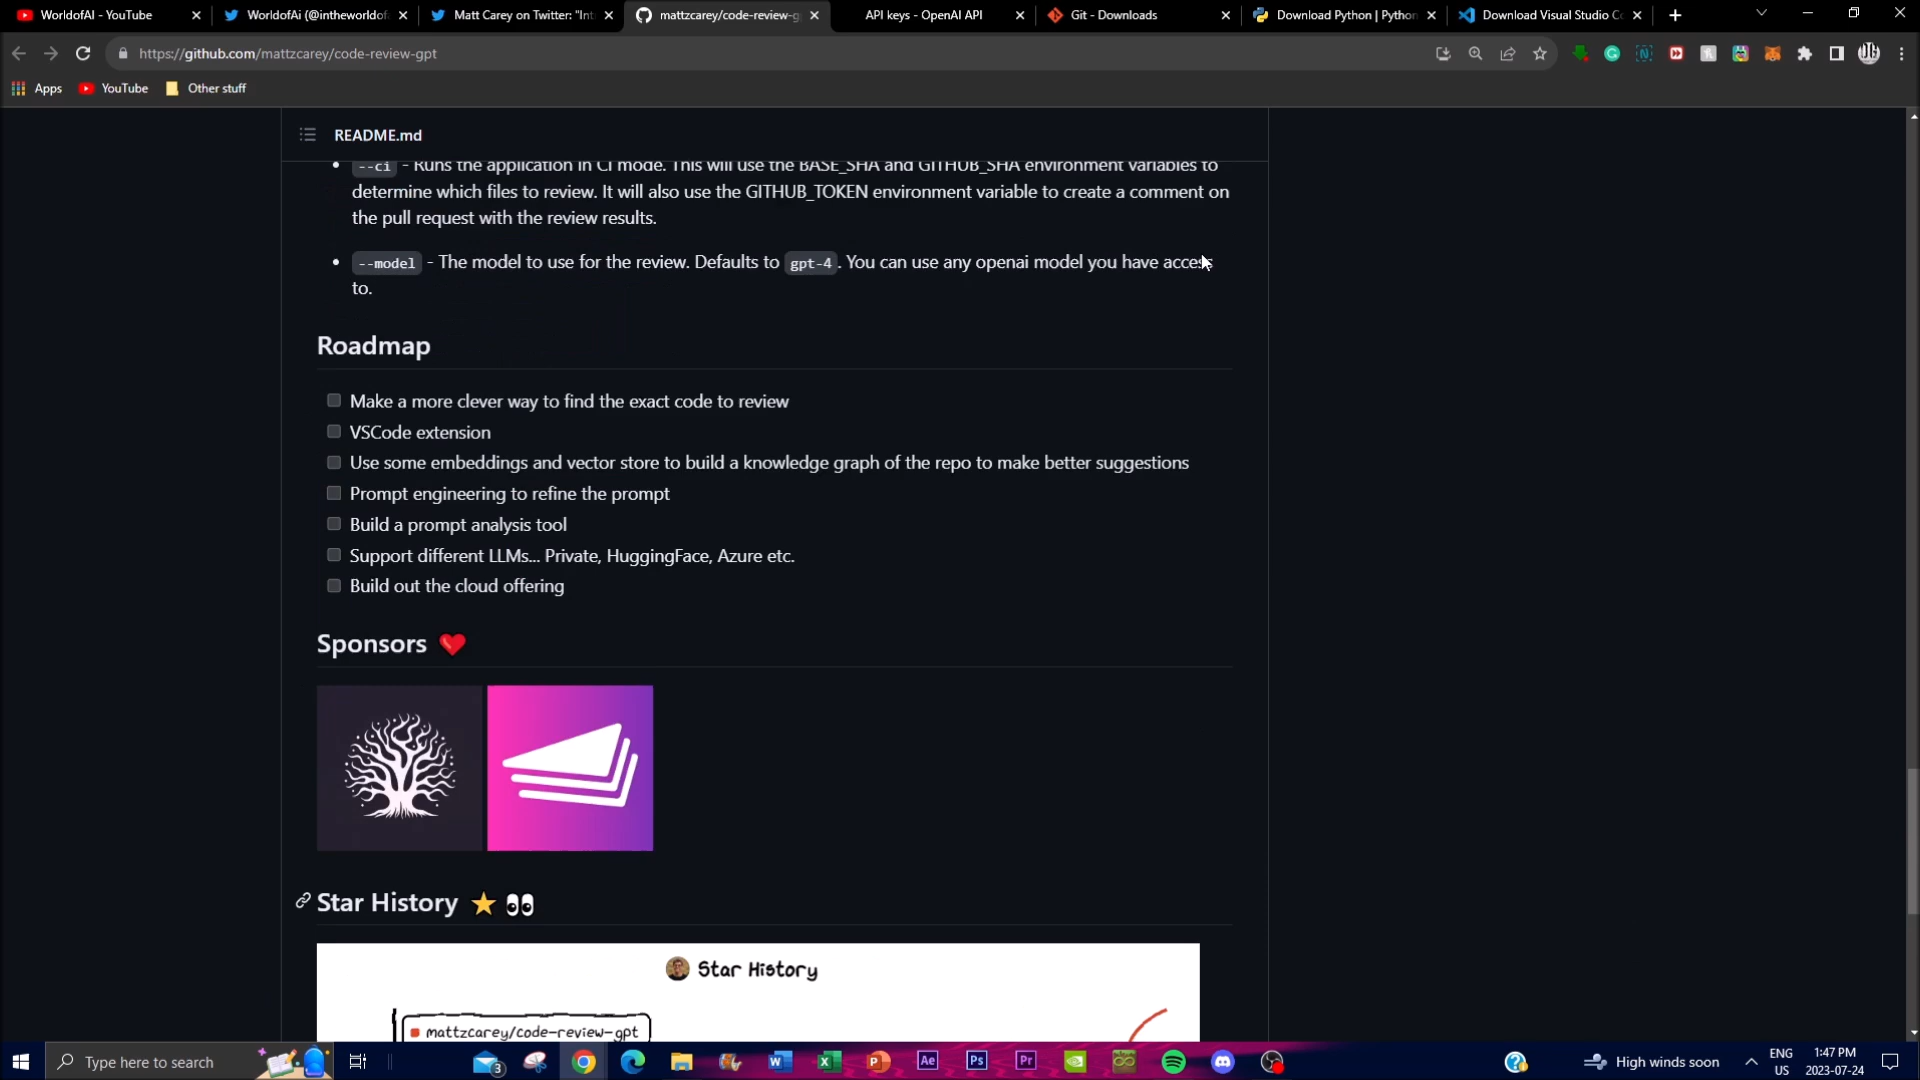 WorldofAI - YouTube
WorldofAi (@intheworldof
Matt Carey on Twitter: "Int
mattzcarey/code-review-g
API keys - OpenAI API
Git - Downloads
Download Python | Python
Download Visual Studio Co
https://github.com/mattzcarey/code-review-gpt
Apps
YouTube
Other stuff
README.md
--ci - Runs the application in CI mode. This will use the BASE_SHA and GITHUB_SHA environment variables to
determine which files to review. It will also use the GITHUB_TOKEN environment variable to create a comment on
the pull request with the review results.
--model - The model to use for the review. Defaults to gpt-4 . You can use any openai model you have access
to.
Roadmap
Make a more clever way to find the exact code to review
VSCode extension
Use some embeddings and vector store to build a knowledge graph of the repo to make better suggestions
Prompt engineering to refine the prompt
Build a prompt analysis tool
Support different LLMs... Private, HuggingFace, Azure etc.
Build out the cloud offering
Sponsors ❤️
Star History ⭐ 👀
Star History
mattzcarey/code-review-gpt
Type here to search
3
Ae
Ps
Pr
High winds soon
ENG
US
1:47 PM
2023-07-24